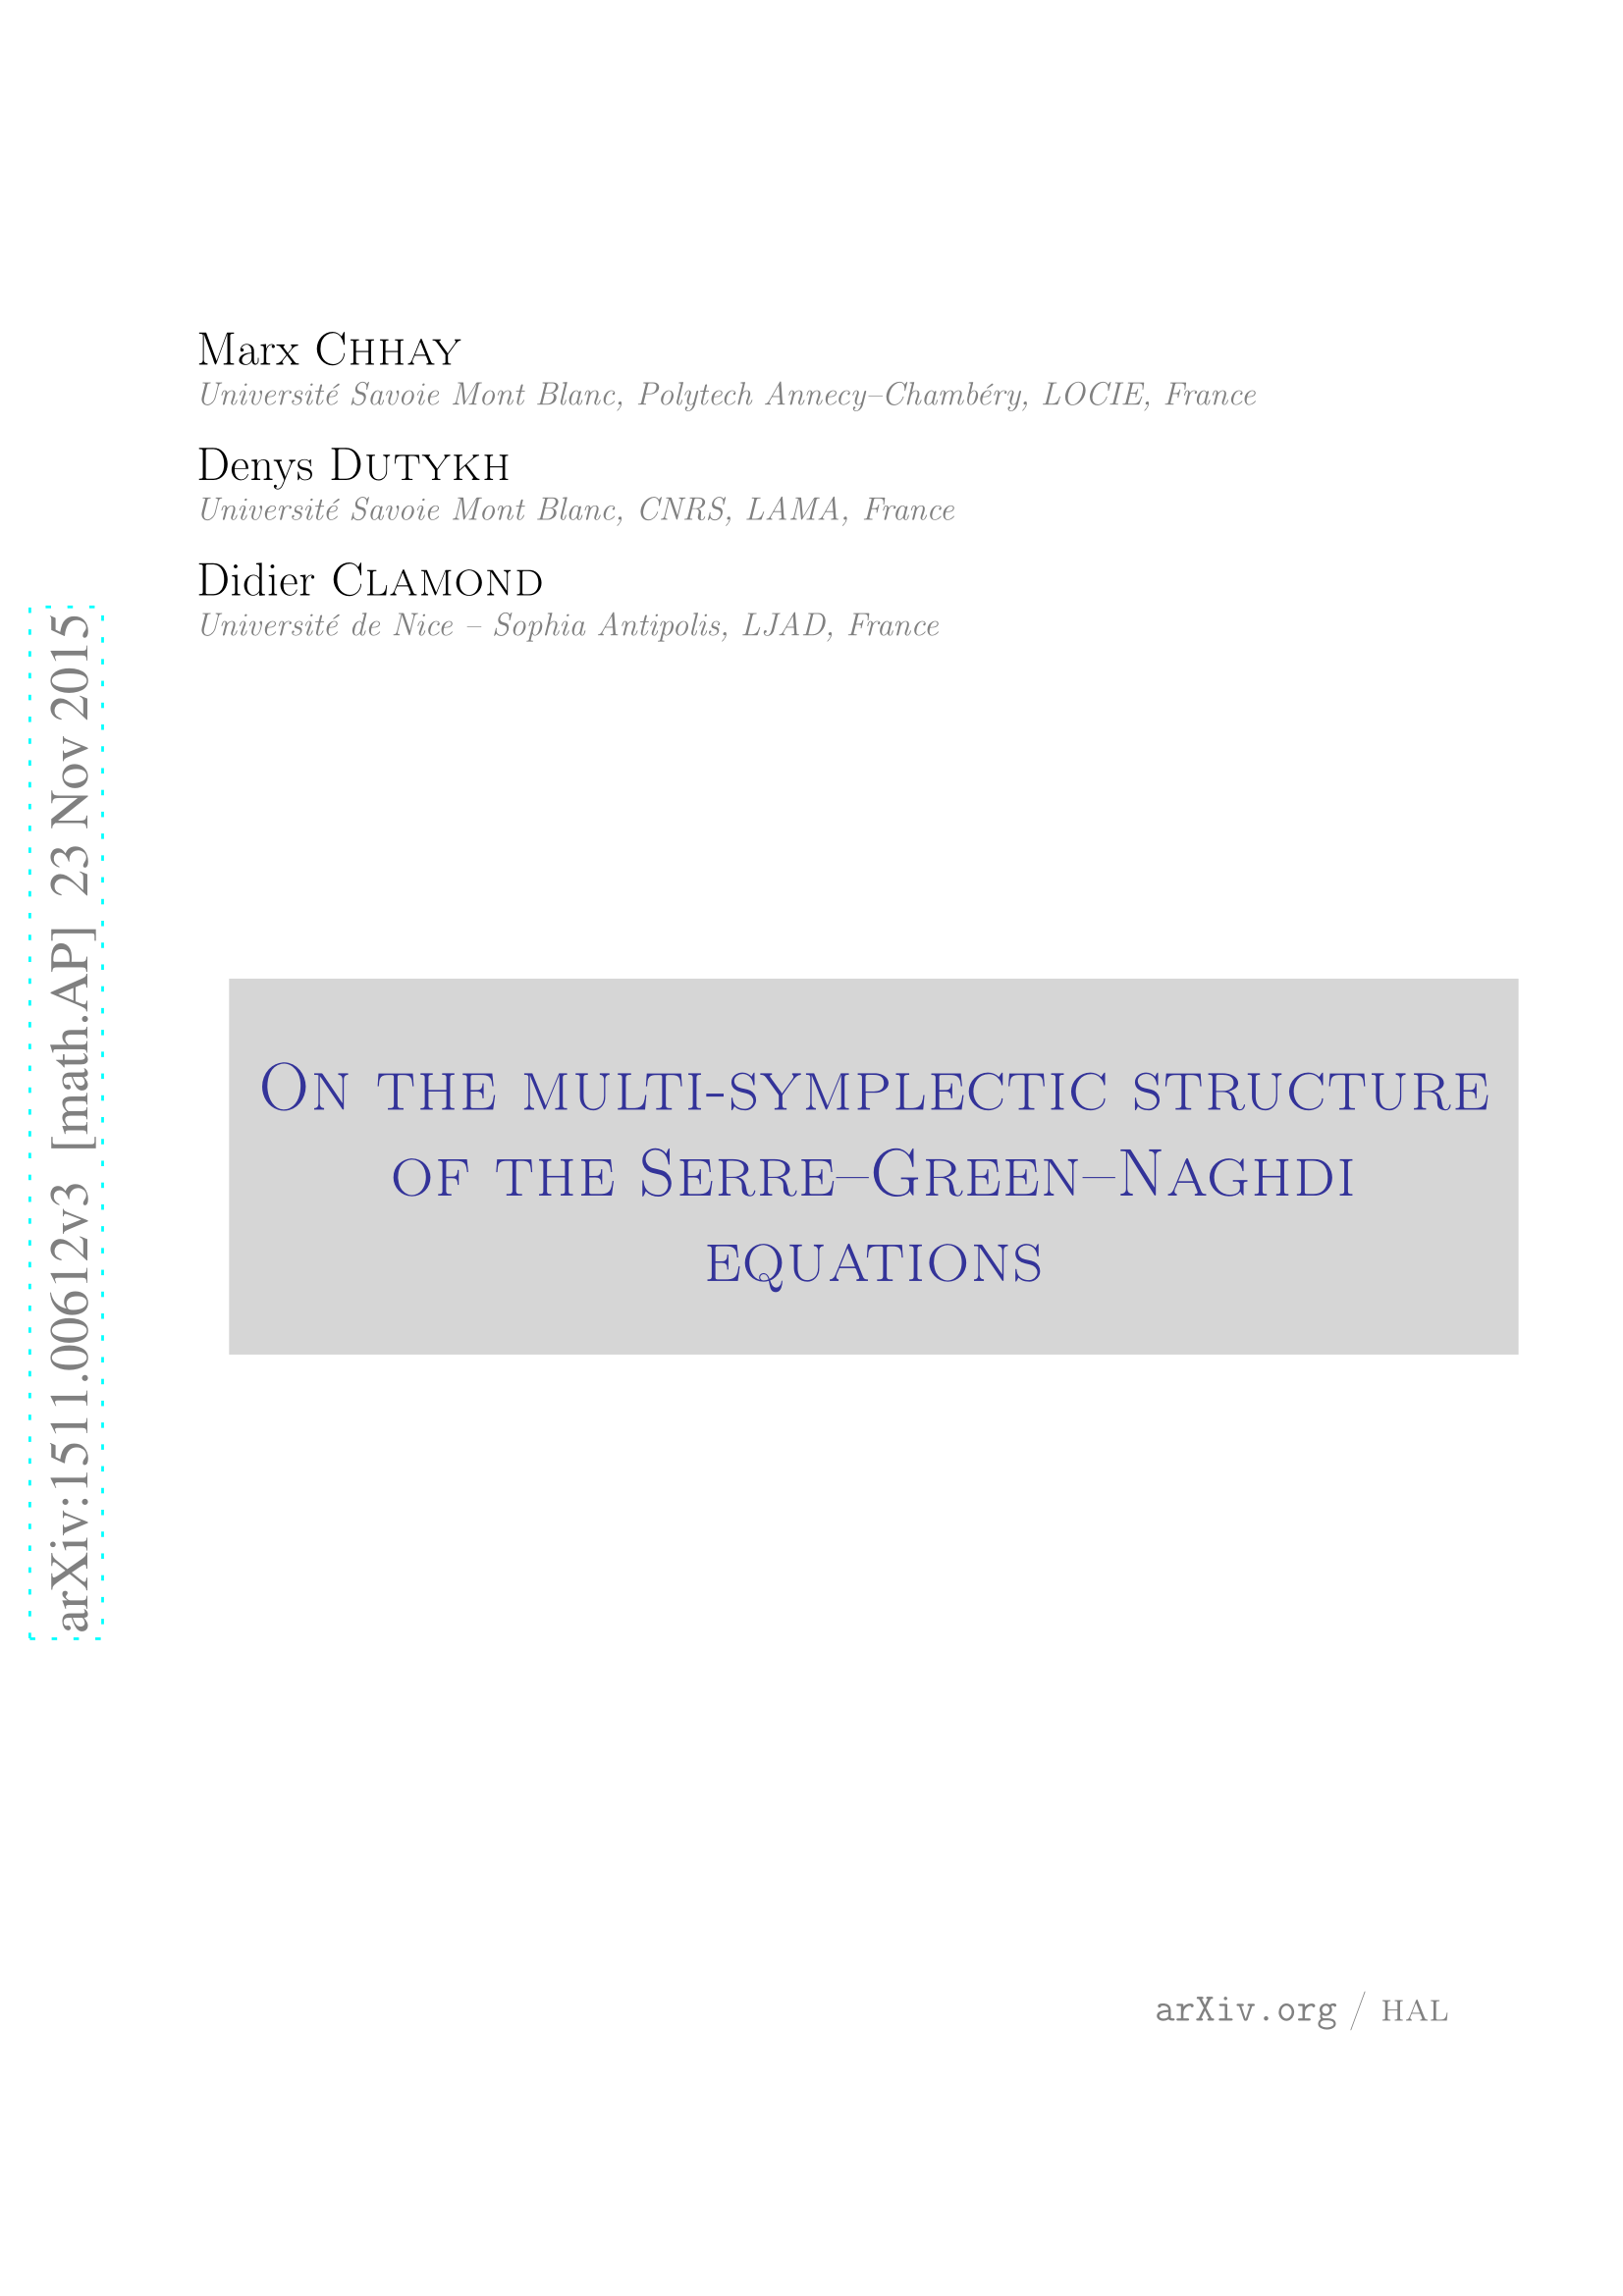 Marx Chhay
Université Savoie Mont Blanc, Polytech Annecy–Chambéry, LOCIE, France
Denys Dutykh
Université Savoie Mont Blanc, CNRS, LAMA, France
Didier Clamond
Université de Nice – Sophia Antipolis, LJAD, France
arXiv:1511.00612v3 [math.AP] 23 Nov 2015
On the multi-symplectic structure
of the Serre–Green–Naghdi
equations
arXiv.org / hal